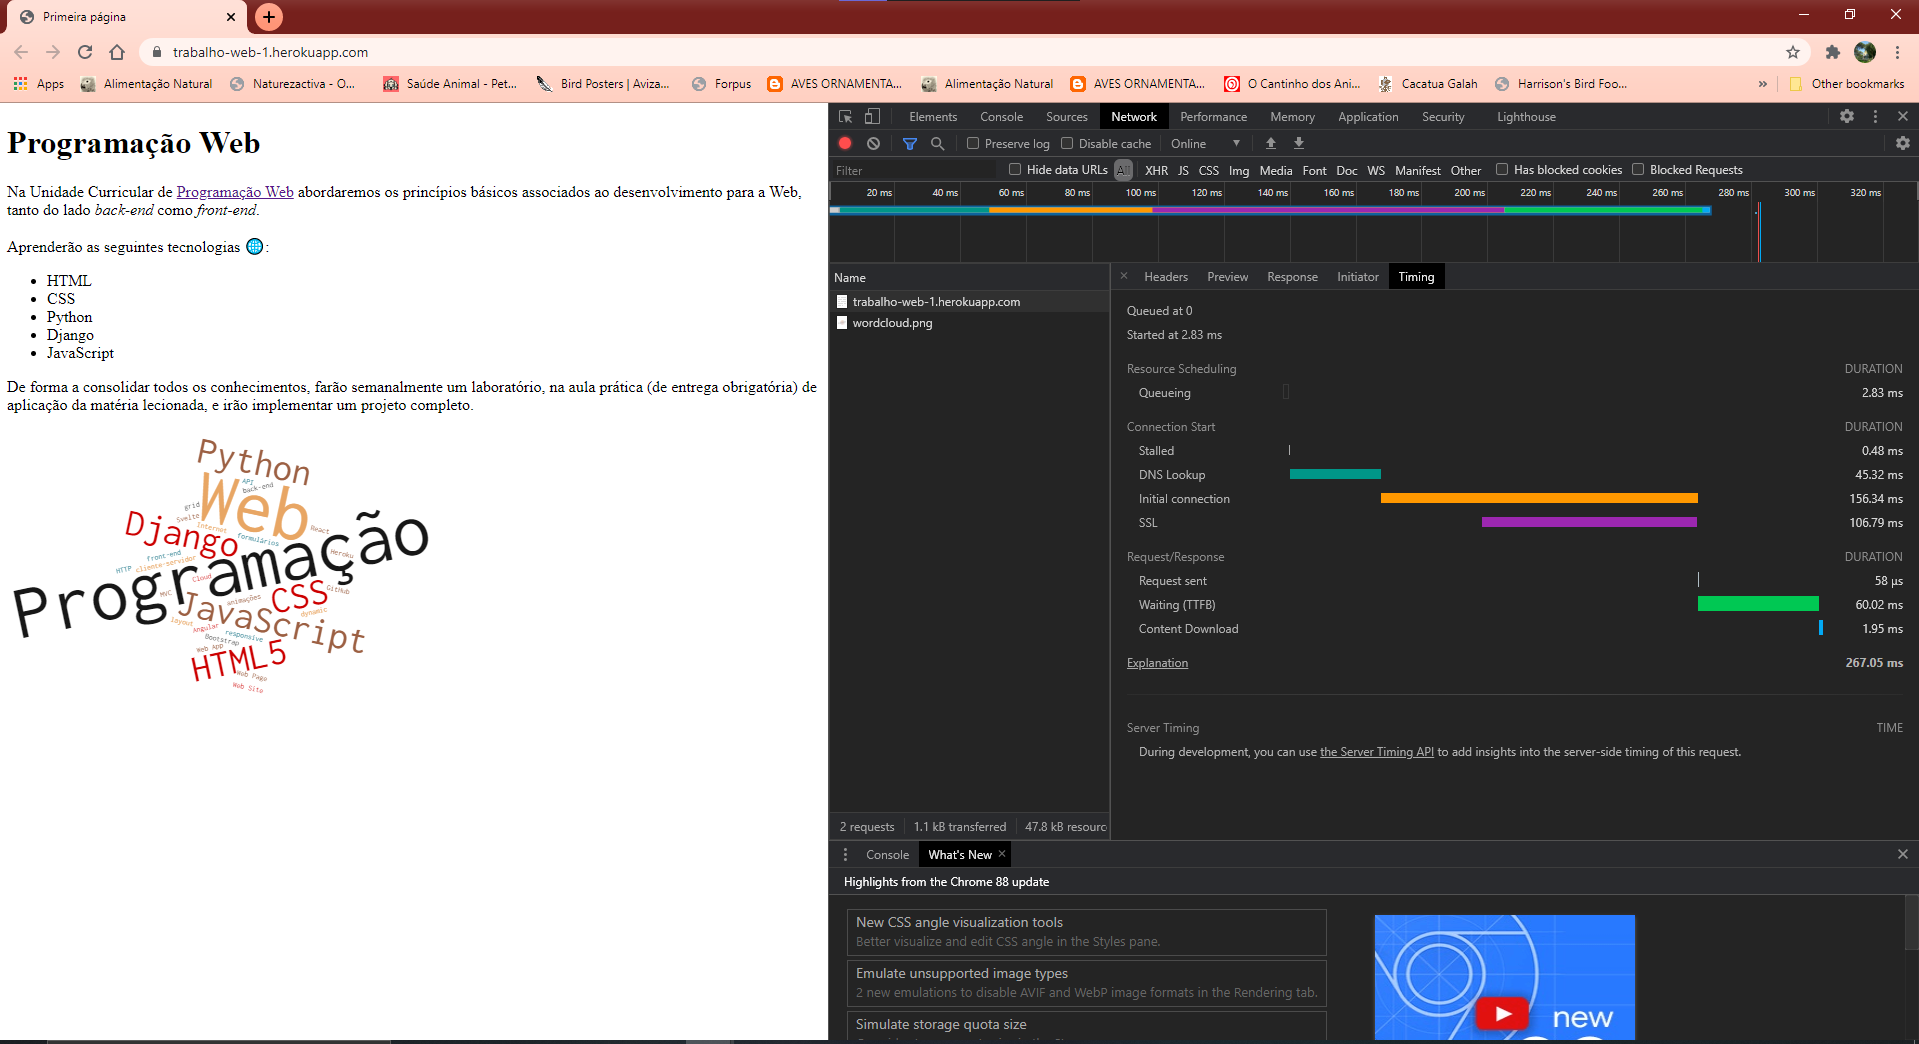 Primeira página
trabalho-web-1.herokuapp.com
Apps Alimentação Natural Naturezactiva - O... Saúde Animal - Pet... Bird Posters | Aviza... Forpus AVES ORNAMENTA... Alimentação Natural AVES ORNAMENTA... O Cantinho dos Ani... Cacatua Galah Harrison's Bird Foo... » Other bookmarks
Programação Web
Na Unidade Curricular de Programação Web abordaremos os princípios básicos associados ao desenvolvimento para a Web,
tanto do lado back-end como front-end.
Aprenderão as seguintes tecnologias 🌐:
• HTML
• CSS
• Python
• Django
• JavaScript
De forma a consolidar todos os conhecimentos, farão semanalmente um laboratório, na aula prática (de entrega obrigatória) de
aplicação da matéria lecionada, e irão implementar um projeto completo.
Python
API
back-end
Web
grid
Svelte
Internet
React
Django
formulários
Programação
front-end
Heroku
HTTP cliente-servidor
Cloud
CSS
GitHub
MVC
animações
JavaScript
dynamic
layout
Angular
responsive
Bootstrap
Web App
HTML5
Web Page
Web Site
Elements Console Sources Network Performance Memory Application Security Lighthouse
Preserve log Disable cache Online
Filter Hide data URLs All XHR JS CSS Img Media Font Doc WS Manifest Other Has blocked cookies Blocked Requests
20 ms 40 ms 60 ms 80 ms 100 ms 120 ms 140 ms 160 ms 180 ms 200 ms 220 ms 240 ms 260 ms 280 ms 300 ms 320 ms
Name
trabalho-web-1.herokuapp.com
wordcloud.png
Headers Preview Response Initiator Timing
Queued at 0
Started at 2.83 ms
Resource Scheduling DURATION
Queueing 2.83 ms
Connection Start DURATION
Stalled 0.48 ms
DNS Lookup 45.32 ms
Initial connection 156.34 ms
SSL 106.79 ms
Request/Response DURATION
Request sent 58 µs
Waiting (TTFB) 60.02 ms
Content Download 1.95 ms
Explanation 267.05 ms
Server Timing TIME
During development, you can use the Server Timing API to add insights into the server-side timing of this request.
2 requests 1.1 kB transferred 47.8 kB resourc
Console What's New
Highlights from the Chrome 88 update
New CSS angle visualization tools
Better visualize and edit CSS angle in the Styles pane.
Emulate unsupported image types
2 new emulations to disable AVIF and WebP image formats in the Rendering tab.
Simulate storage quota size
new